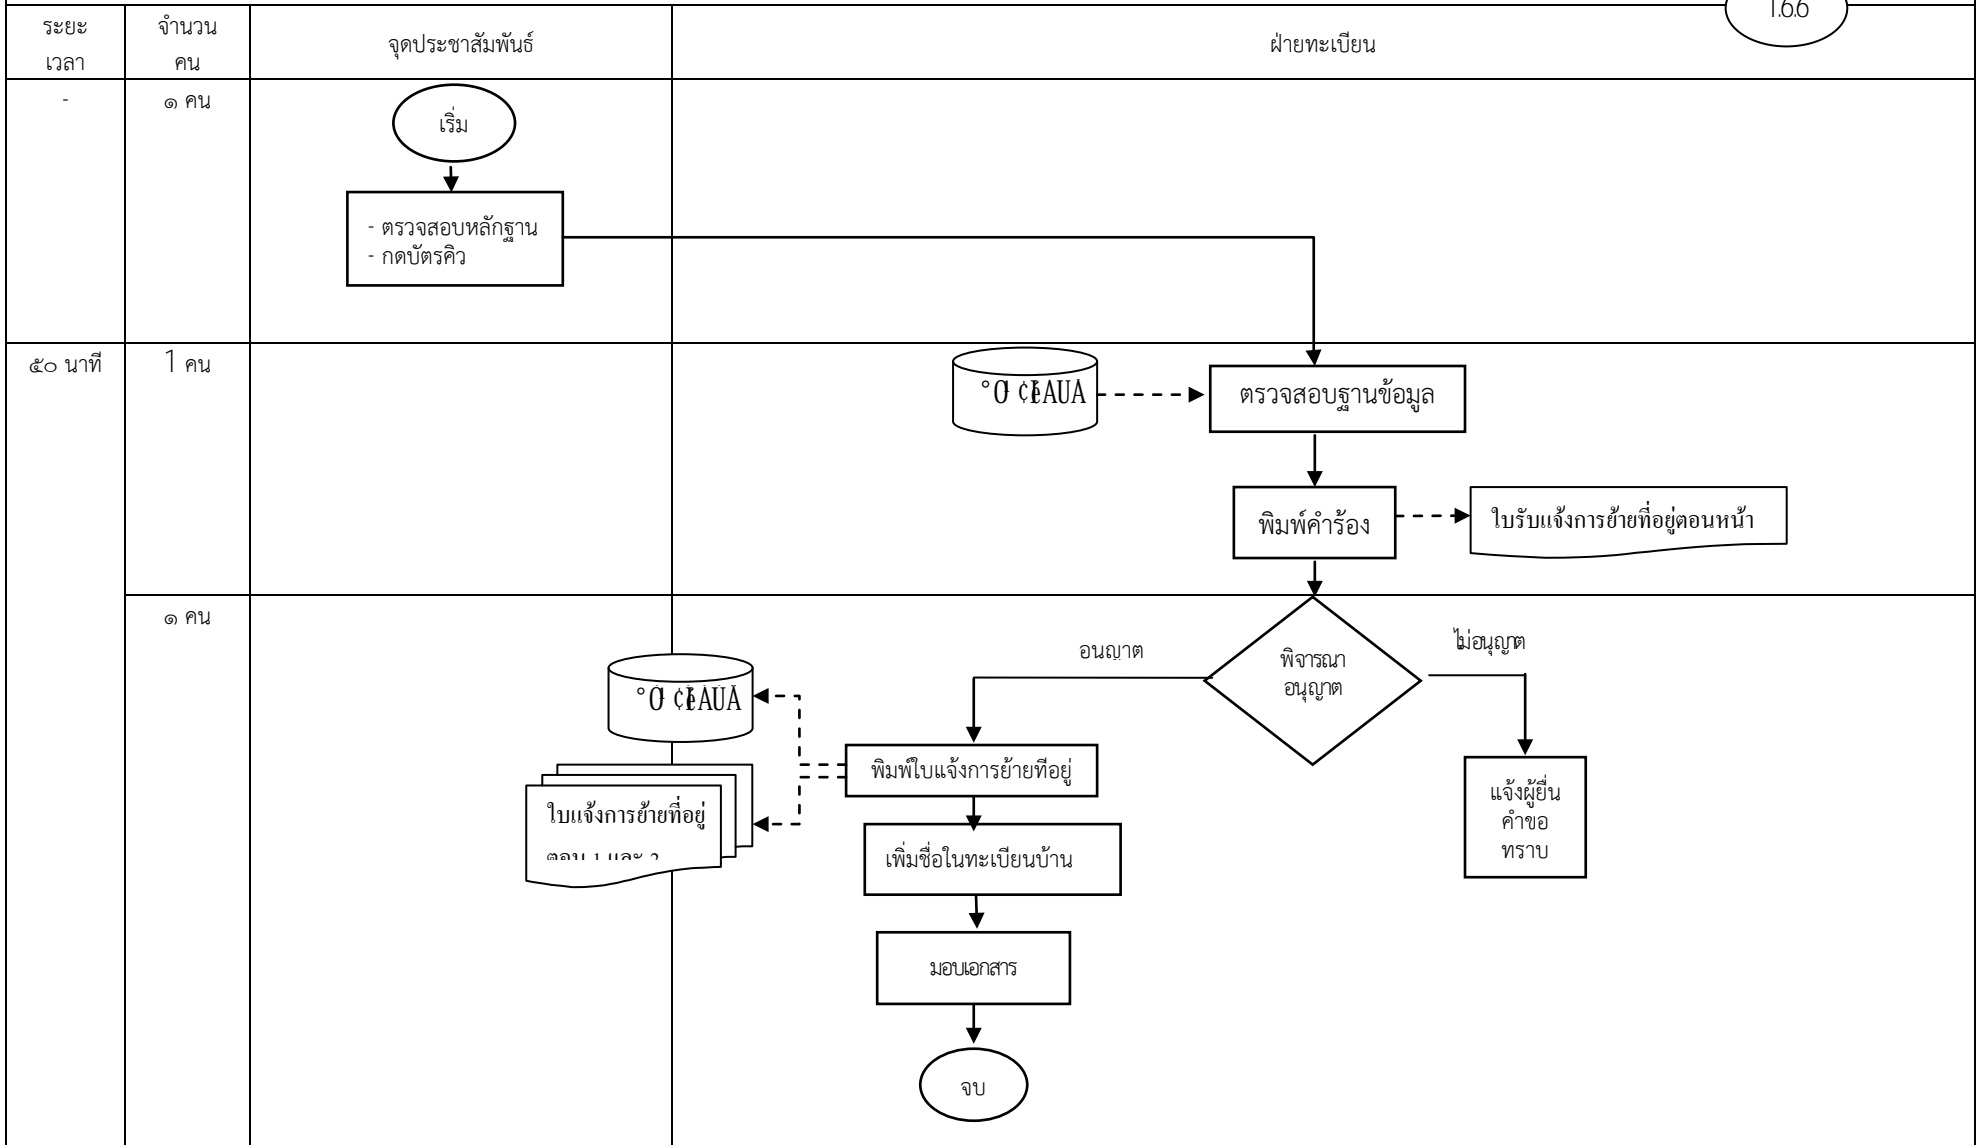 1.6.6
ระยะ
เวลา
จำนวน
คน
จุดประชาสัมพันธ์
ฝ่ายทะเบียน
-
๑ คน
เริ่ม
- ตรวจสอบหลักฐาน
- กดบัตรคิว
๕๐ นาที
1 คน
ตรวจสอบฐานข้อมูล
พิมพ์คำร้อง
ใบรับแจ้งการย้ายที่อยู่ตอนหน้า
๑ คน
พิจารณา
อนุญาต
อนญาต
ไม่อนุญาต
พิมพ์ใบแจ้งการย้ายที่อยู่
ใบแจ้งการย้ายที่อยู่
ตอน 1 และ 2
แจ้งผู้ยื่น
คำขอ
ทราบ
เพิ่มชื่อในทะเบียนบ้าน
มอบเอกสาร
จบ